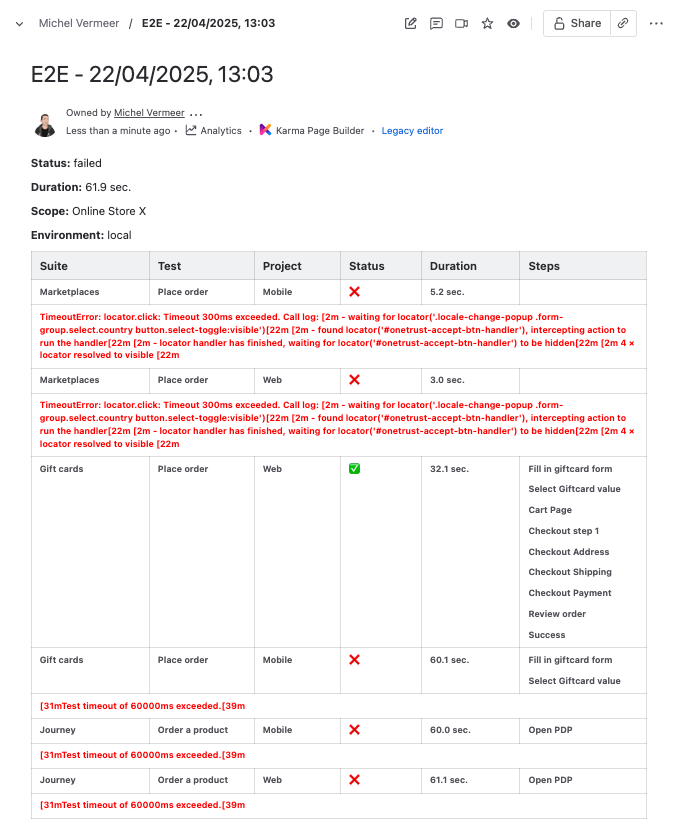 Michel Vermeer / E2E - 22/04/2025, 13:03
Share
E2E - 22/04/2025, 13:03
Owned by Michel Vermeer ...
Less than a minute ago • Analytics • Karma Page Builder • Legacy editor
Status: failed
Duration: 61.9 sec.
Scope: Online Store X
Environment: local
Suite Test Project Status Duration Steps
Marketplaces Place order Mobile ❌ 5.2 sec.
TimeoutError: locator.click: Timeout 300ms exceeded. Call log: [2m - waiting for locator('.locale-change-popup .form-
group.select.country button.select-toggle:visible')[22m [2m - found locator('#onetrust-accept-btn-handler'), intercepting action to
run the handler[22m [2m - locator handler has finished, waiting for locator('#onetrust-accept-btn-handler') to be hidden[22m [2m 4 ×
locator resolved to visible [22m
Marketplaces Place order Web ❌ 3.0 sec.
TimeoutError: locator.click: Timeout 300ms exceeded. Call log: [2m - waiting for locator('.locale-change-popup .form-
group.select.country button.select-toggle:visible')[22m [2m - found locator('#onetrust-accept-btn-handler'), intercepting action to
run the handler[22m [2m - locator handler has finished, waiting for locator('#onetrust-accept-btn-handler') to be hidden[22m [2m 4 ×
locator resolved to visible [22m
Gift cards Place order Web ✅ 32.1 sec. Fill in giftcard form
Select Giftcard value
Cart Page
Checkout step 1
Checkout Address
Checkout Shipping
Checkout Payment
Review order
Success
Gift cards Place order Mobile ❌ 60.1 sec. Fill in giftcard form
Select Giftcard value
[31mTest timeout of 60000ms exceeded.[39m
Journey Order a product Mobile ❌ 60.0 sec. Open PDP
[31mTest timeout of 60000ms exceeded.[39m
Journey Order a product Web ❌ 61.1 sec. Open PDP
[31mTest timeout of 60000ms exceeded.[39m